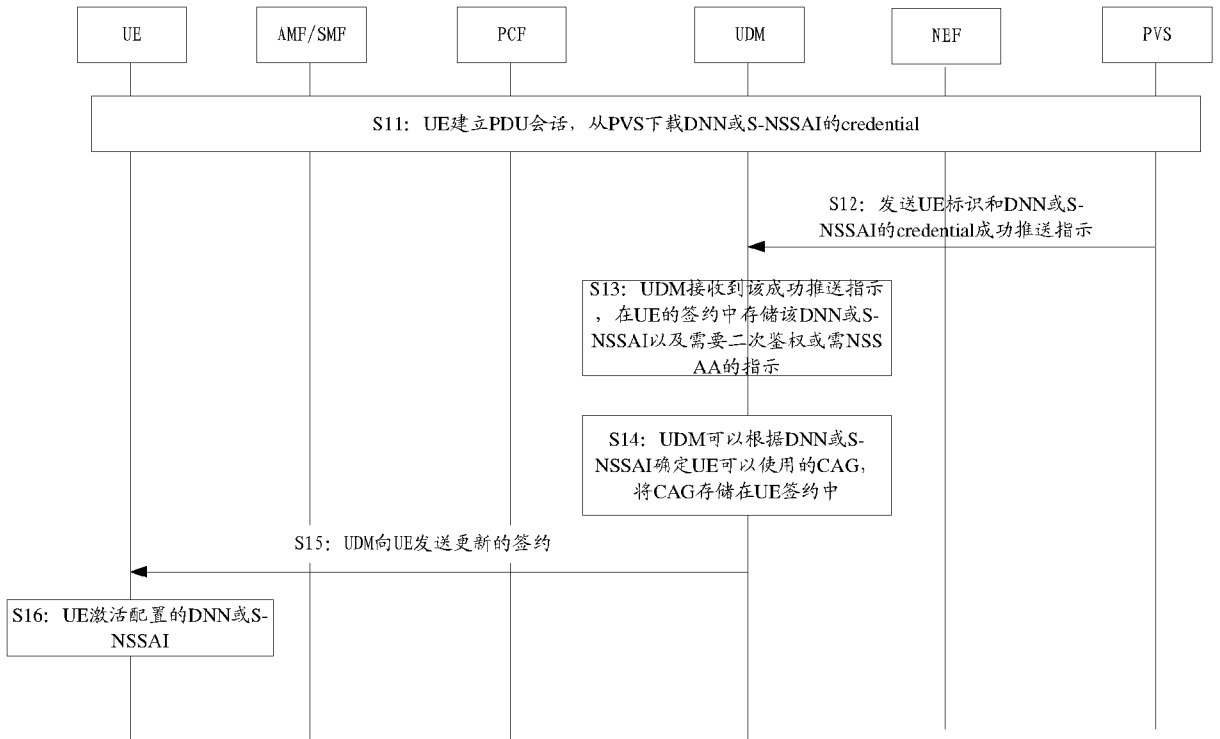 UE
AMF/SMF
PCF
UDM
NEF
PVS
S11：UE建立PDU会话，从PVS下载DNN或S-NSSAI的credential
S12：发送UE标识和DNN或S-
NSSAI的credential成功推送指示
S13：UDM接收到该成功推送指示
，在UE的签约中存储该DNN或S-
NSSAI以及需要二次鉴权或需NSS
AA的指示
S14：UDM可以根据DNN或S-
NSSAI确定UE可以使用的CAG，
将CAG存储在UE签约中
S15：UDM向UE发送更新的签约
S16：UE激活配置的DNN或S-
NSSAI